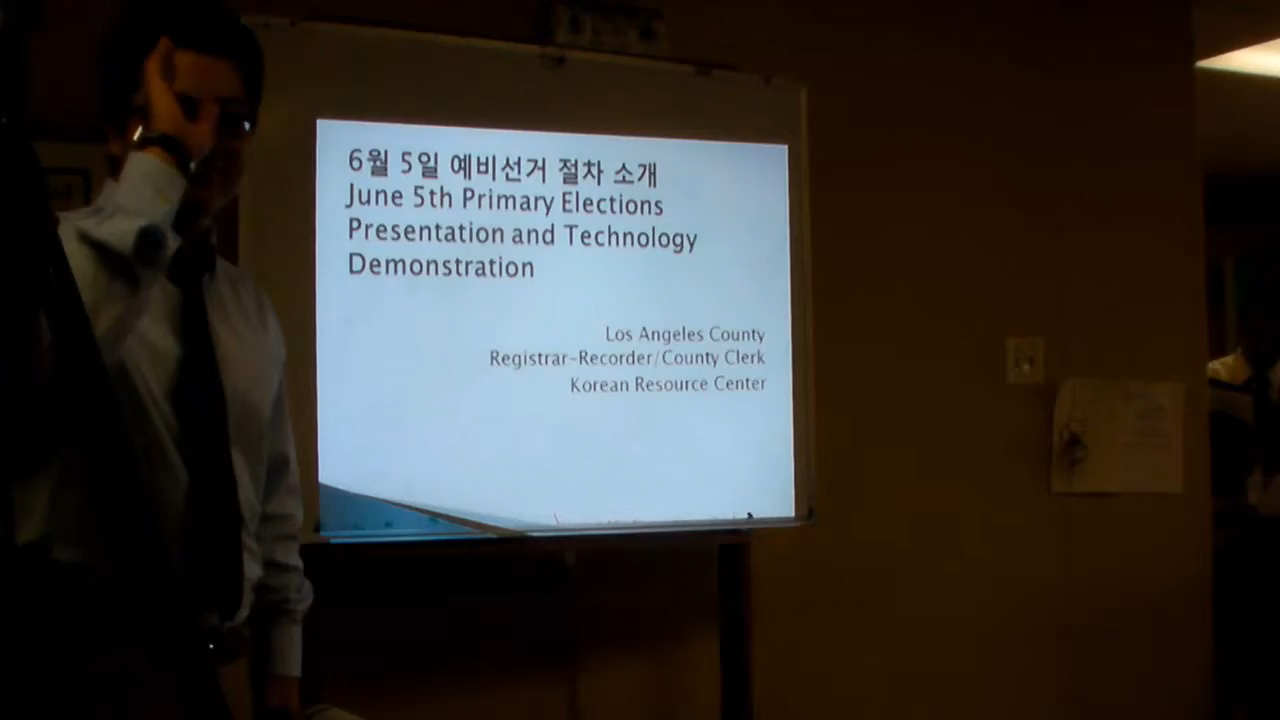 6월 5일 예비선거 절차 소개
June 5th Primary Elections
Presentation and Technology
Demonstration
Los Angeles County
Registrar-Recorder/County Clerk
Korean Resource Center